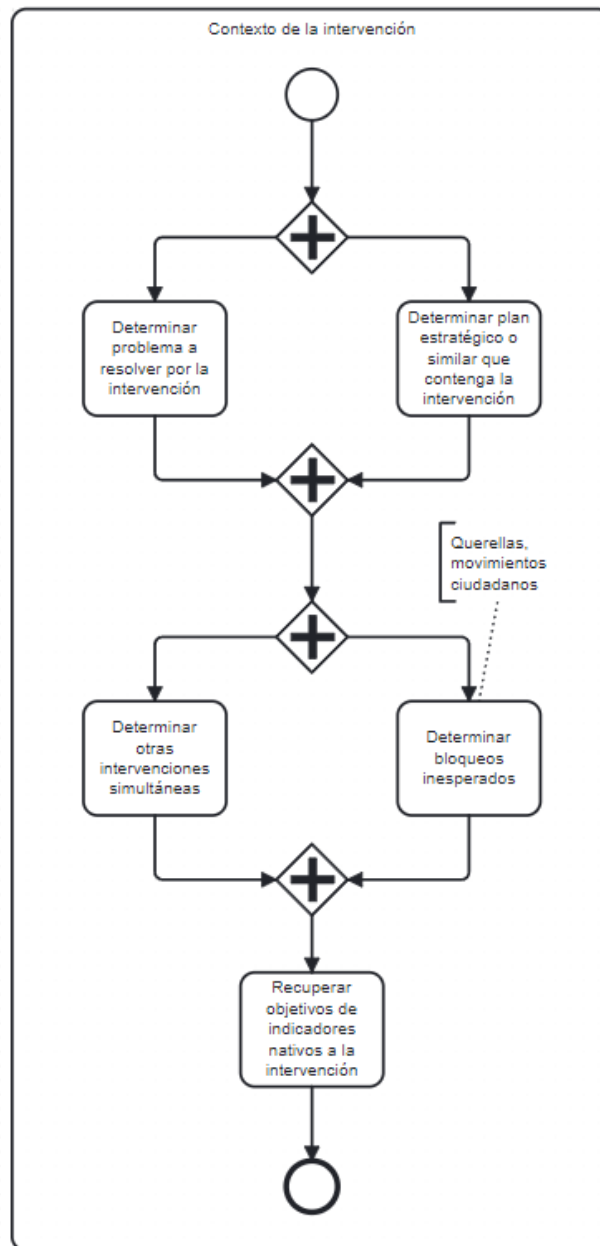 Contexto de la intervención
Determinar
problema a
resolver por la
intervención
Determinar plan
estratégico o
similar que
contenga la
intervención
Querellas,
movimientos
ciudadanos
Determinar
otras
intervenciones
simultáneas
Determinar
bloqueos
inesperados
Recuperar
objetivos de
indicadores
nativos a la
intervención